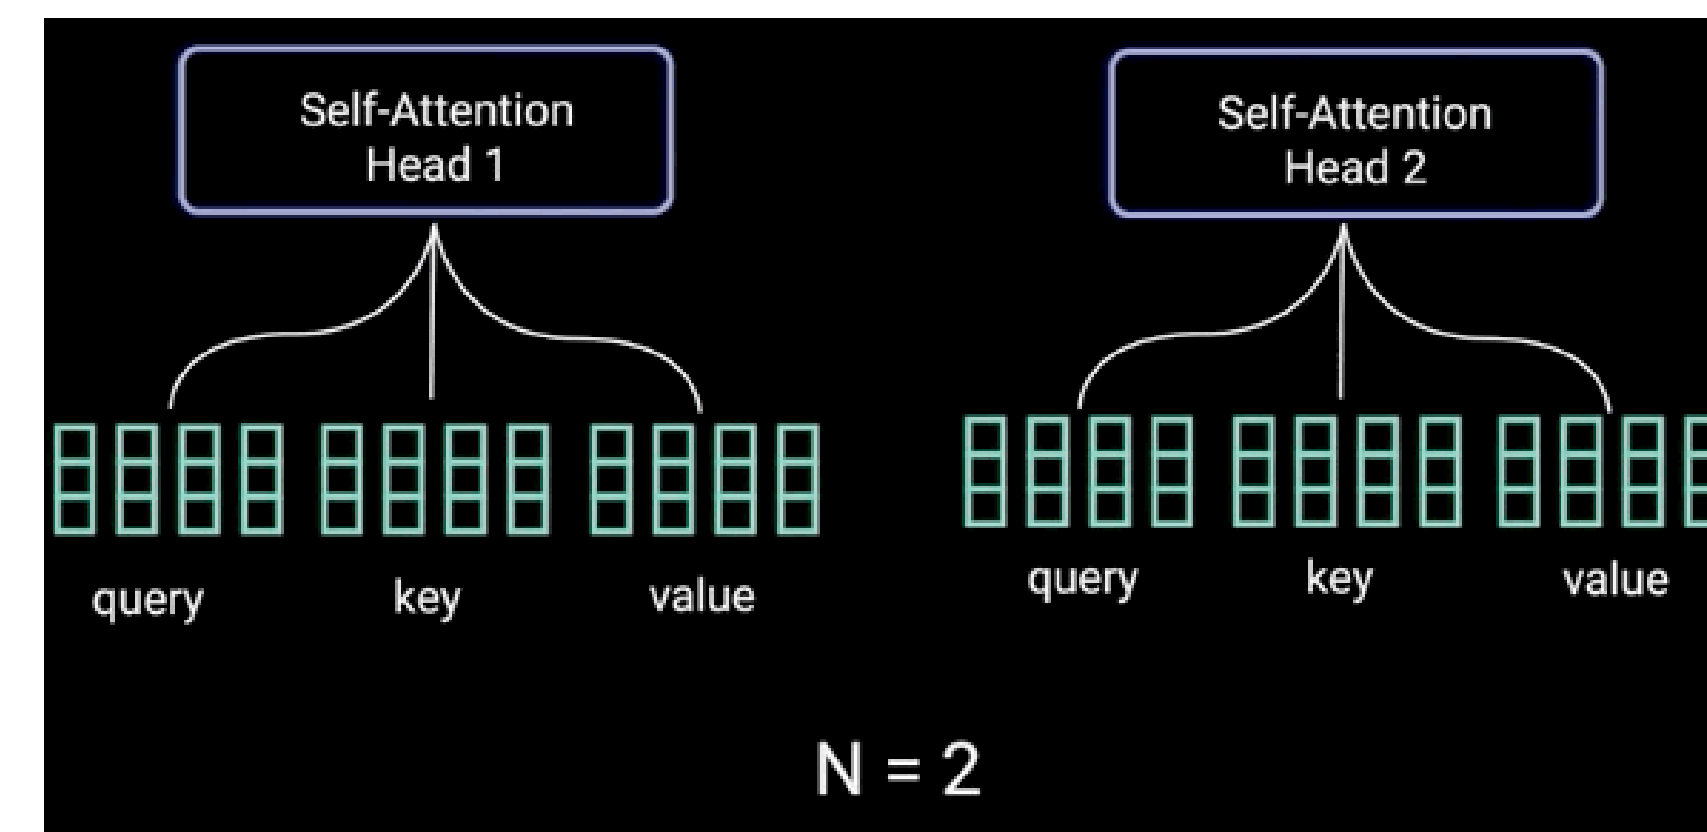 Self-Attention
Head 1
Self-Attention
Head 2
query key value
query key value
N = 2